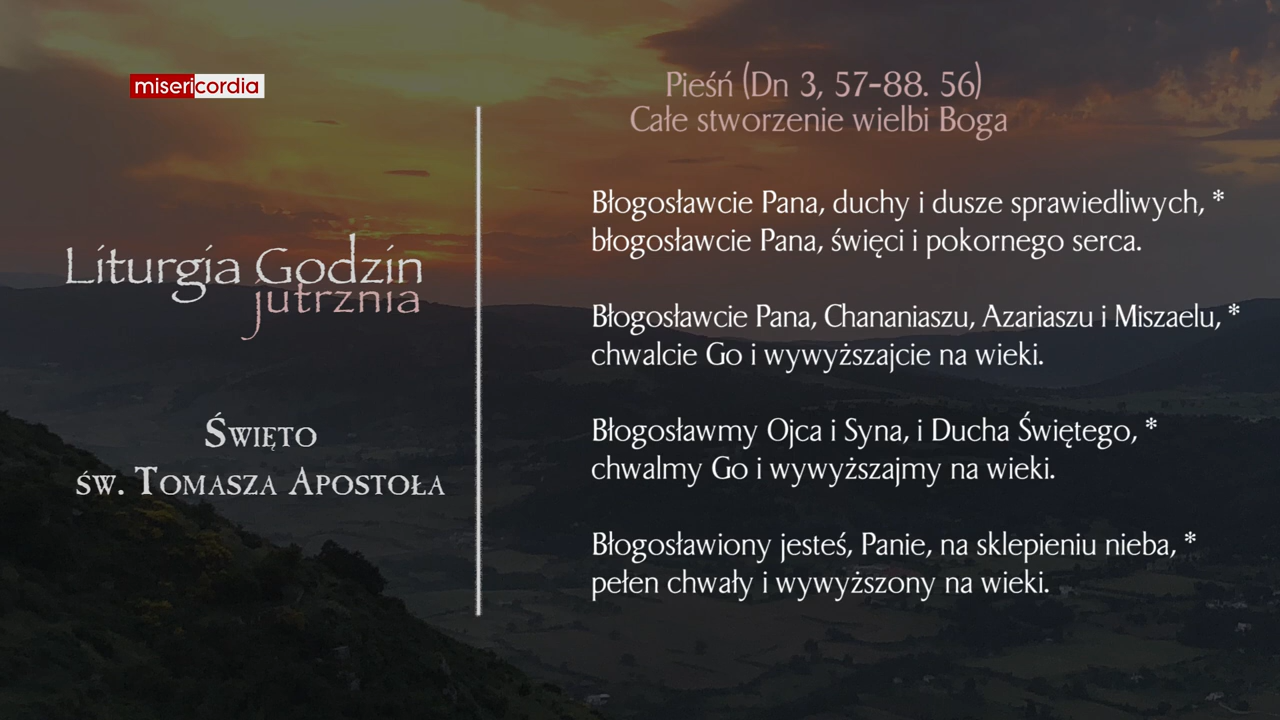 misericordia
Liturgia Godzin
jutrznia
Święto
św. Tomasza Apostoła
Pieśń (Dn 3, 57-88. 56)
Całe stworzenie wielbi Boga
Błogosławcie Pana, duchy i dusze sprawiedliwych, *
błogosławcie Pana, święci i pokornego serca.
Błogosławcie Pana, Chananiaszu, Azariaszu i Miszaelu, *
chwalcie Go i wywyższajcie na wieki.
Błogosławmy Ojca i Syna, i Ducha Świętego, *
chwalmy Go i wywyższajmy na wieki.
Błogosławiony jesteś, Panie, na sklepieniu nieba, *
pełen chwały i wywyższony na wieki.